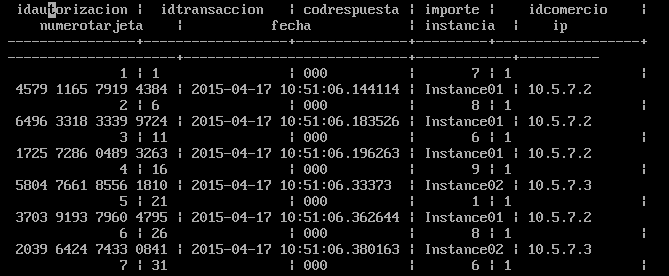 idautorizacion | idtransaccion | codrespuesta | importe | idcomercio |
numerotarjeta | fecha | instancia | ip
----------------+---------------+--------------+---------+-----------------+
---------------------+----------------------------+------------+----------
1 | 1 | 000 | 7 | 1 |
4579 1165 7919 4384 | 2015-04-17 10:51:06.144114 | Instance01 | 10.5.7.2
2 | 6 | 000 | 8 | 1 |
6496 3318 3339 9724 | 2015-04-17 10:51:06.183526 | Instance01 | 10.5.7.2
3 | 11 | 000 | 6 | 1 |
1725 7286 0489 3263 | 2015-04-17 10:51:06.196263 | Instance01 | 10.5.7.2
4 | 16 | 000 | 9 | 1 |
5804 7661 8556 1810 | 2015-04-17 10:51:06.33373 | Instance02 | 10.5.7.3
5 | 21 | 000 | 1 | 1 |
3703 9193 7960 4795 | 2015-04-17 10:51:06.362644 | Instance01 | 10.5.7.2
6 | 26 | 000 | 8 | 1 |
2039 6424 7433 0841 | 2015-04-17 10:51:06.380163 | Instance02 | 10.5.7.3
7 | 31 | 000 | 6 | 1 |